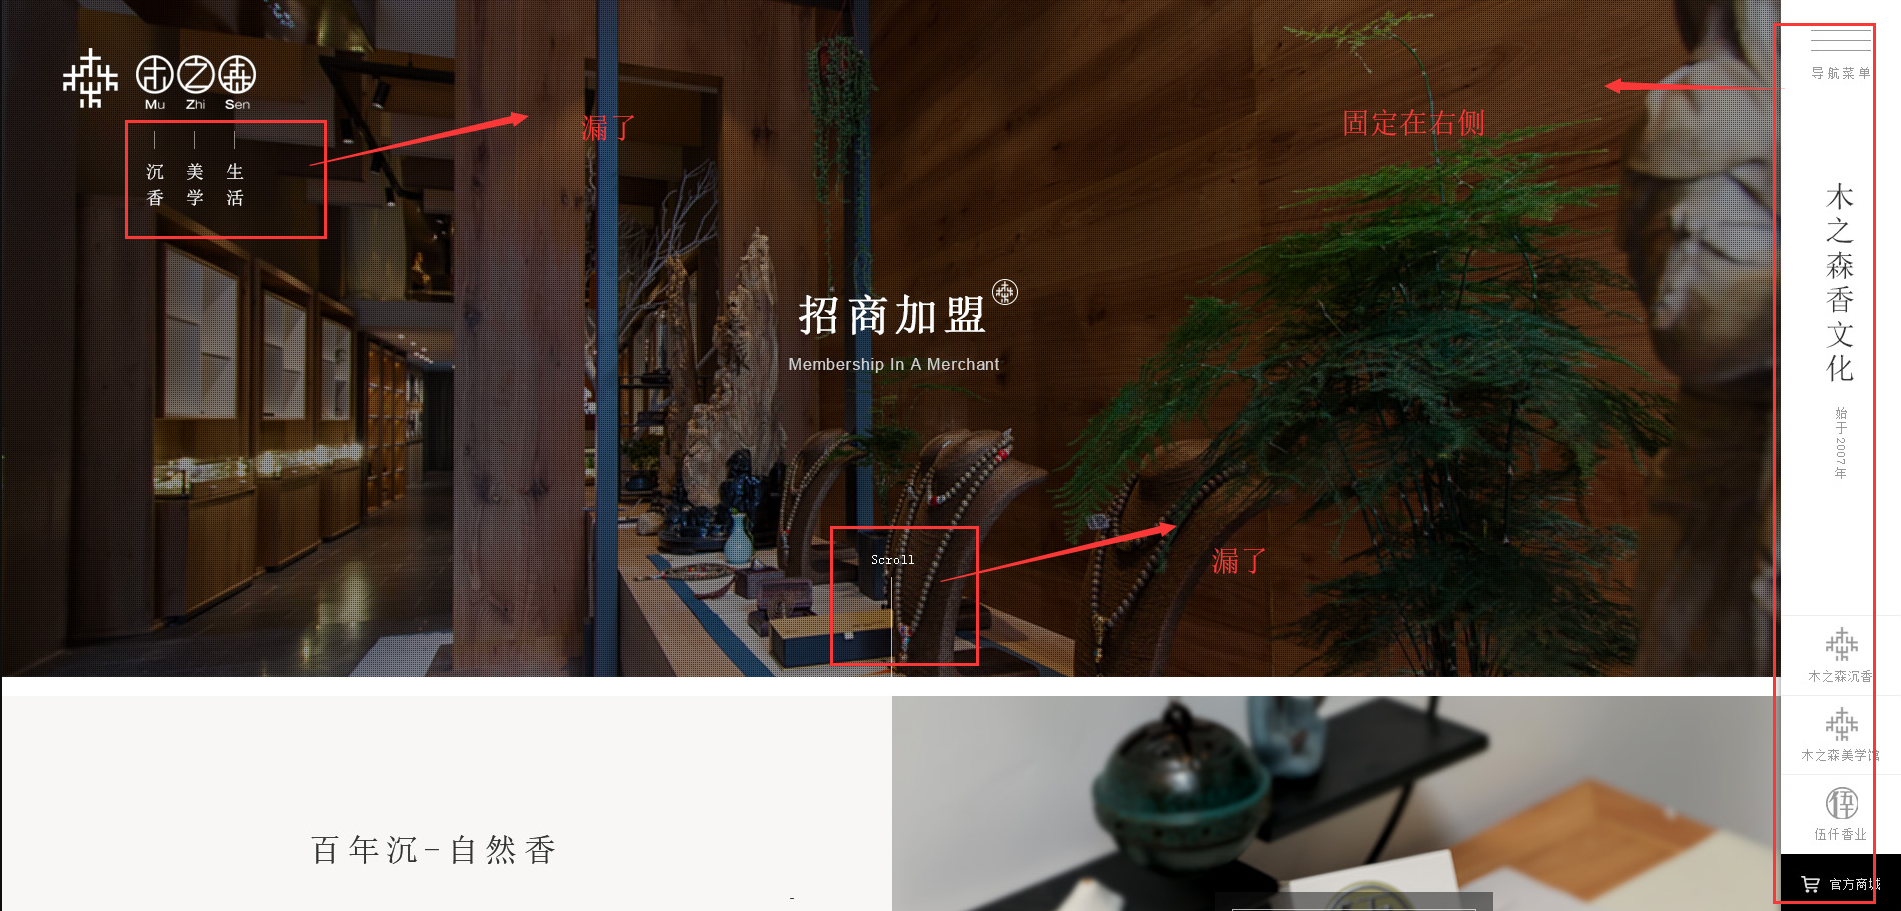 木之森
Mu Zhi Sen
沉香
美学
生活
漏了
固定在右侧
导航菜单
木之森香文化
始于2007年
招商加盟
Membership In A Merchant
Scroll
漏了
木之森沉香
木之森美学馆
伍仟香业
官方商城
百年沉-自然香
-